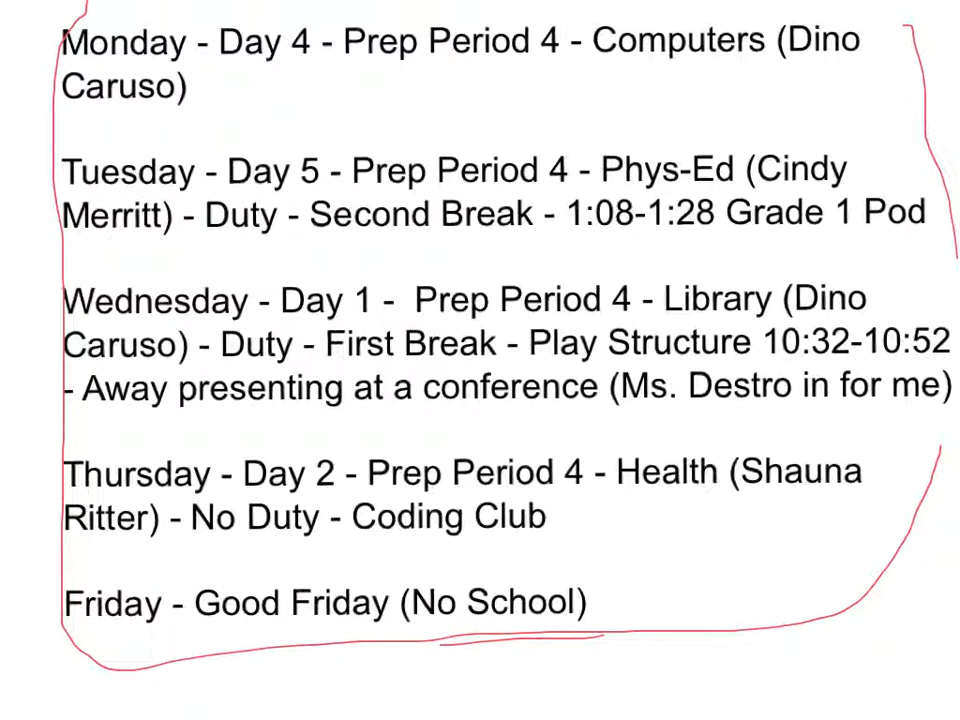 Monday - Day 4 - Prep Period 4 - Computers (Dino
Caruso)
Tuesday - Day 5 - Prep Period 4 - Phys-Ed (Cindy
Merritt) - Duty - Second Break - 1:08-1:28 Grade 1 Pod
Wednesday - Day 1 -  Prep Period 4 - Library (Dino
Caruso) - Duty - First Break - Play Structure 10:32-10:52
- Away presenting at a conference (Ms. Destro in for me)
Thursday - Day 2 - Prep Period 4 - Health (Shauna
Ritter) - No Duty - Coding Club
Friday - Good Friday (No School)